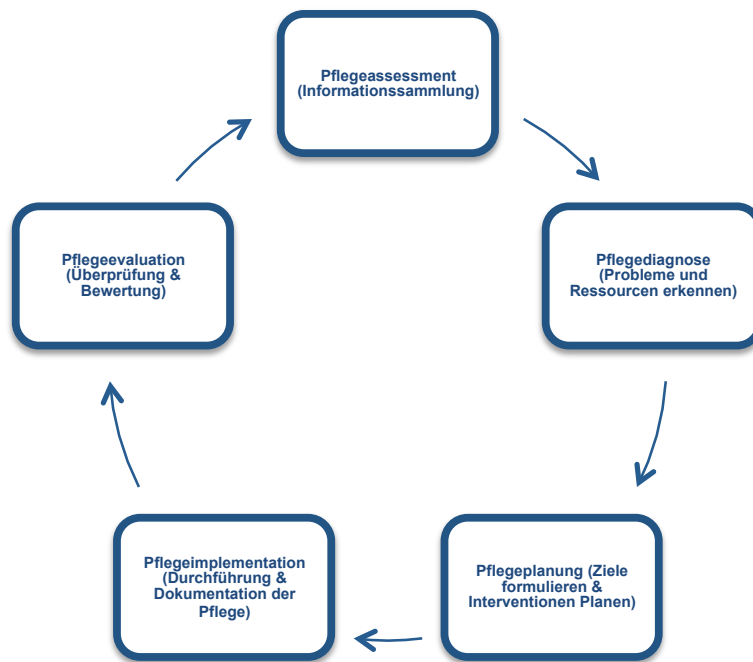 Pflegeassessment
(Informationssammlung)
Pflegediagnose
(Probleme und
Ressourcen erkennen)
Pflegeplanung (Ziele
formulieren &
Interventionen Planen)
Pflegeimplementation
(Durchführung &
Dokumentation der
Pflege)
Pflegeevaluation
(Überprüfung &
Bewertung)